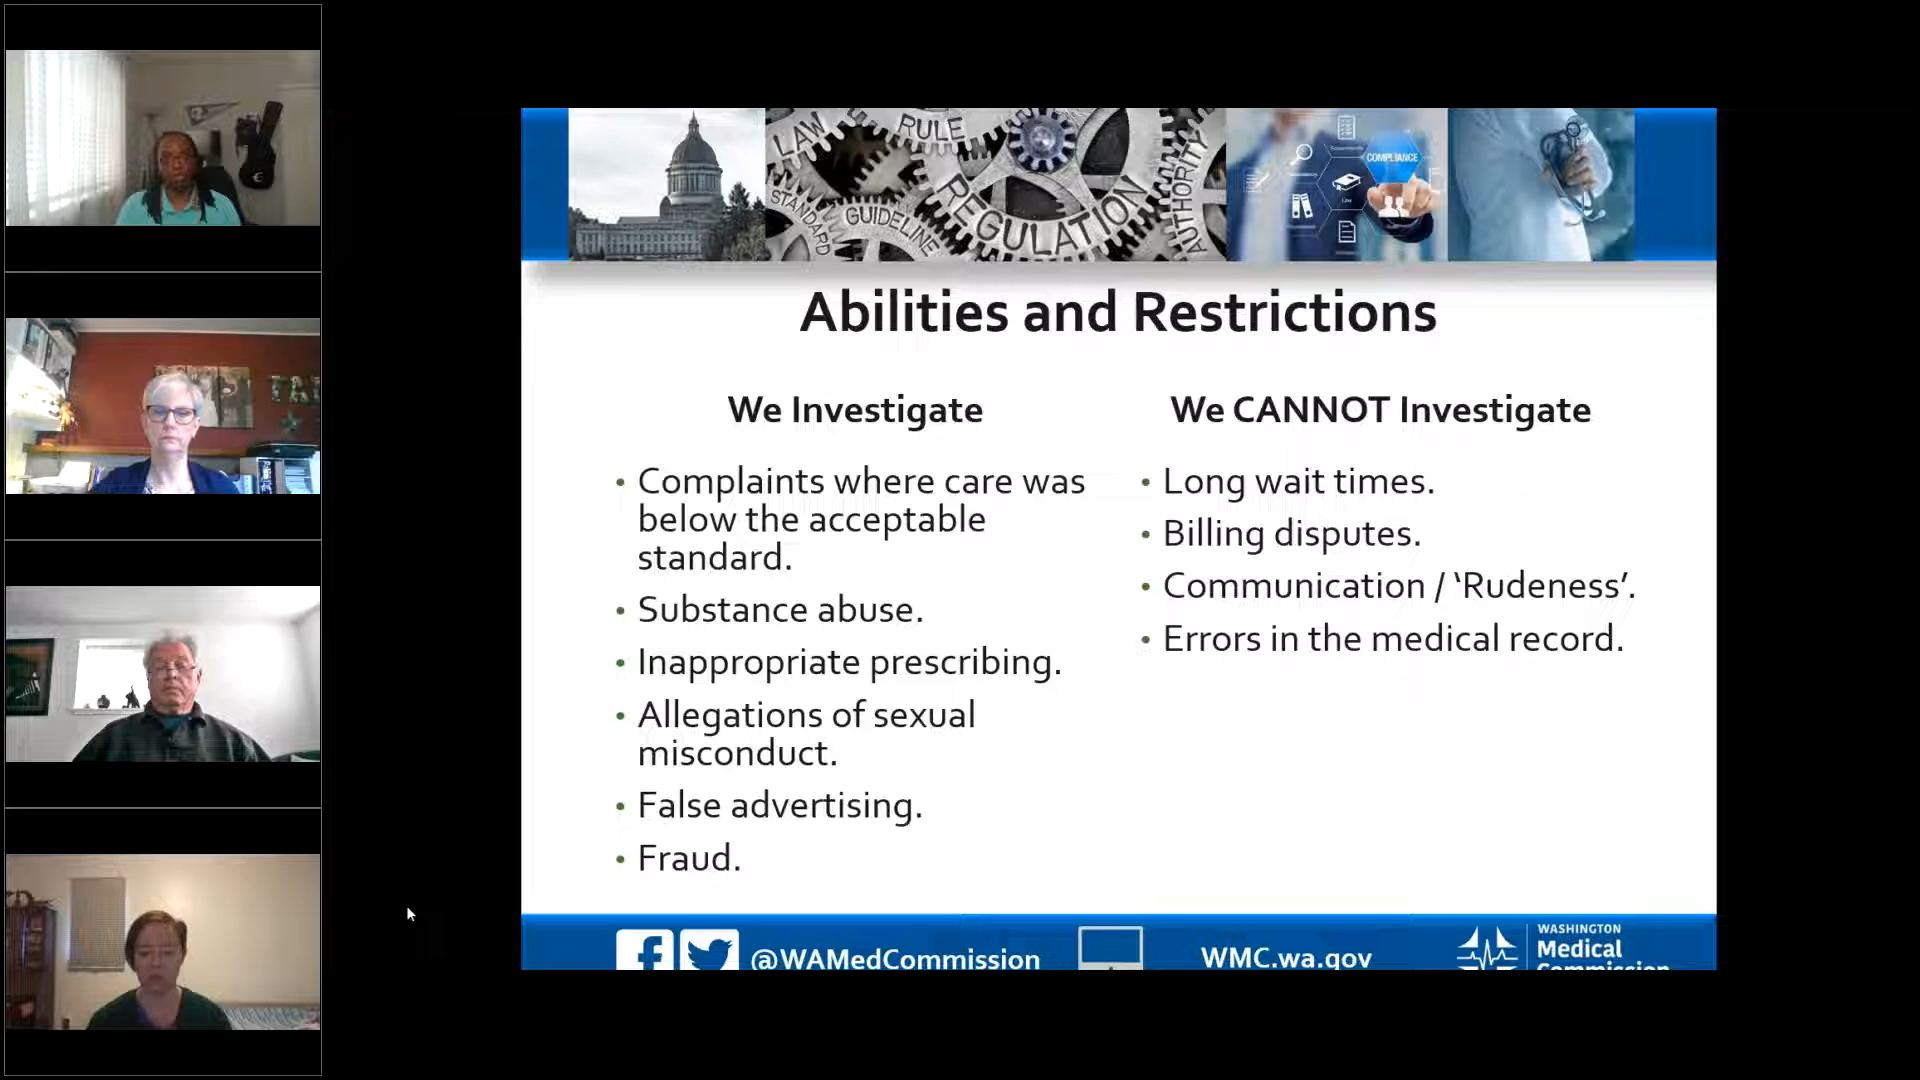 LAW
RULE
STANDARD
GUIDELINE
REGULATION
AUTHORITY
COMPLIANCE
Abilities and Restrictions
We Investigate
• Complaints where care was
below the acceptable
standard.
• Substance abuse.
• Inappropriate prescribing.
• Allegations of sexual
misconduct.
• False advertising.
• Fraud.
We CANNOT Investigate
• Long wait times.
• Billing disputes.
• Communication / ‘Rudeness’.
• Errors in the medical record.
@WAMedCommission
WMC.wa.gov
WASHINGTON
Medical
Commission